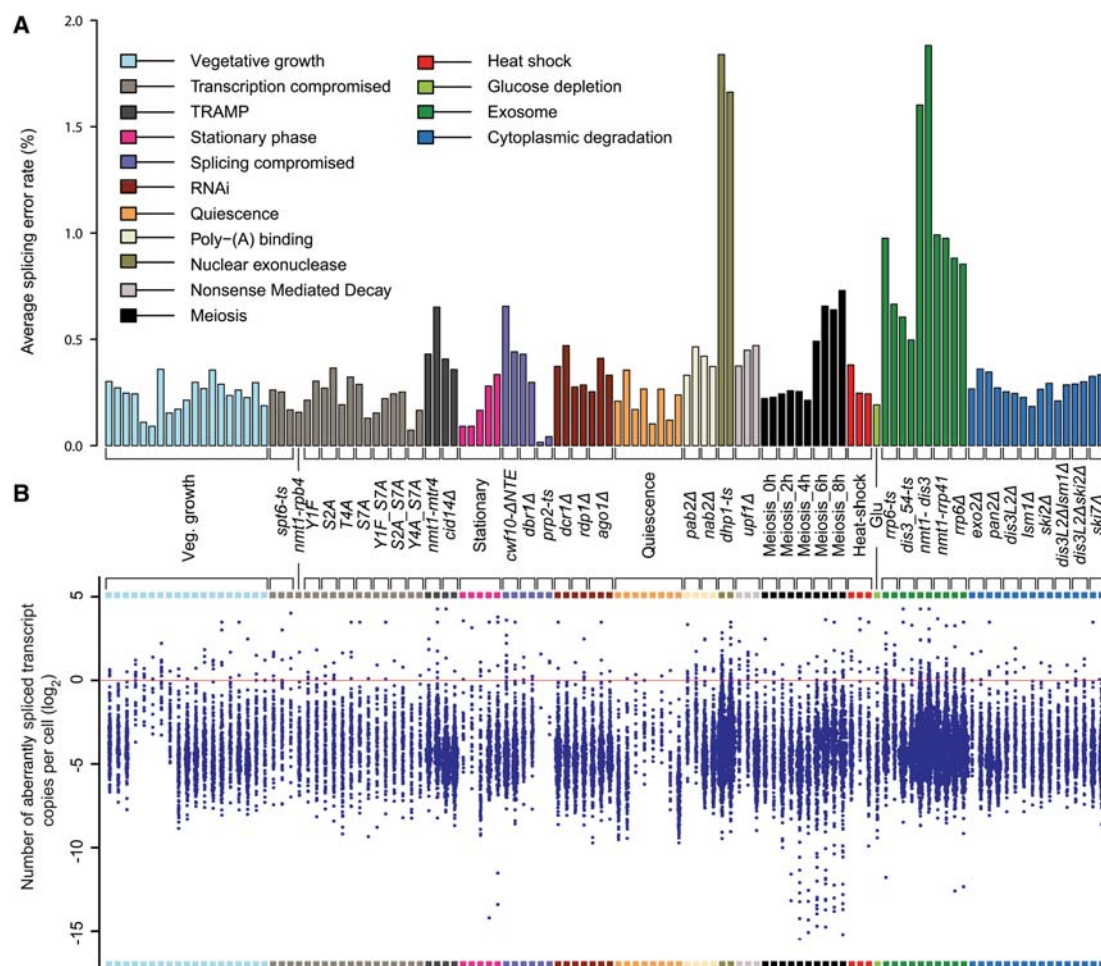 A
2.0
1.5
1.0
0.5
0.0
Average splicing error rate (%)
Vegetative growth
Transcription compromised
TRAMP
Stationary phase
Splicing compromised
RNAi
Quiescence
Poly−(A) binding
Nuclear exonuclease
Nonsense Mediated Decay
Meiosis
Heat shock
Glucose depletion
Exosome
Cytoplasmic degradation
B
Veg. growth
spt6-ts
nmt1-rpb4
Y1F
S2A
T4A
S7A
Y1F_S7A
S2A_S7A
Y4A_S7A
nmt1-mtr4
cid14Δ
Stationary
cwf10-ΔNTE
dbr1Δ
prp2-ts
dcr1Δ
rdp1Δ
ago1Δ
Quiescence
pab2Δ
nab2Δ
dhp1-ts
upf1Δ
Meiosis_0h
Meiosis_2h
Meiosis_4h
Meiosis_6h
Meiosis_8h
Heat-shock
Glu
rrp6-ts
dis3_54-ts
nmt1- dis3
nmt1-rrp41
rrp6Δ
exo2Δ
pan2Δ
dis3L2Δ
lsm1Δ
ski2Δ
dis3L2Δlsm1Δ
dis3L2Δski2Δ
ski7Δ
5
0
-5
-10
-15
Number of aberrantly spliced transcript
copies per cell (log2)